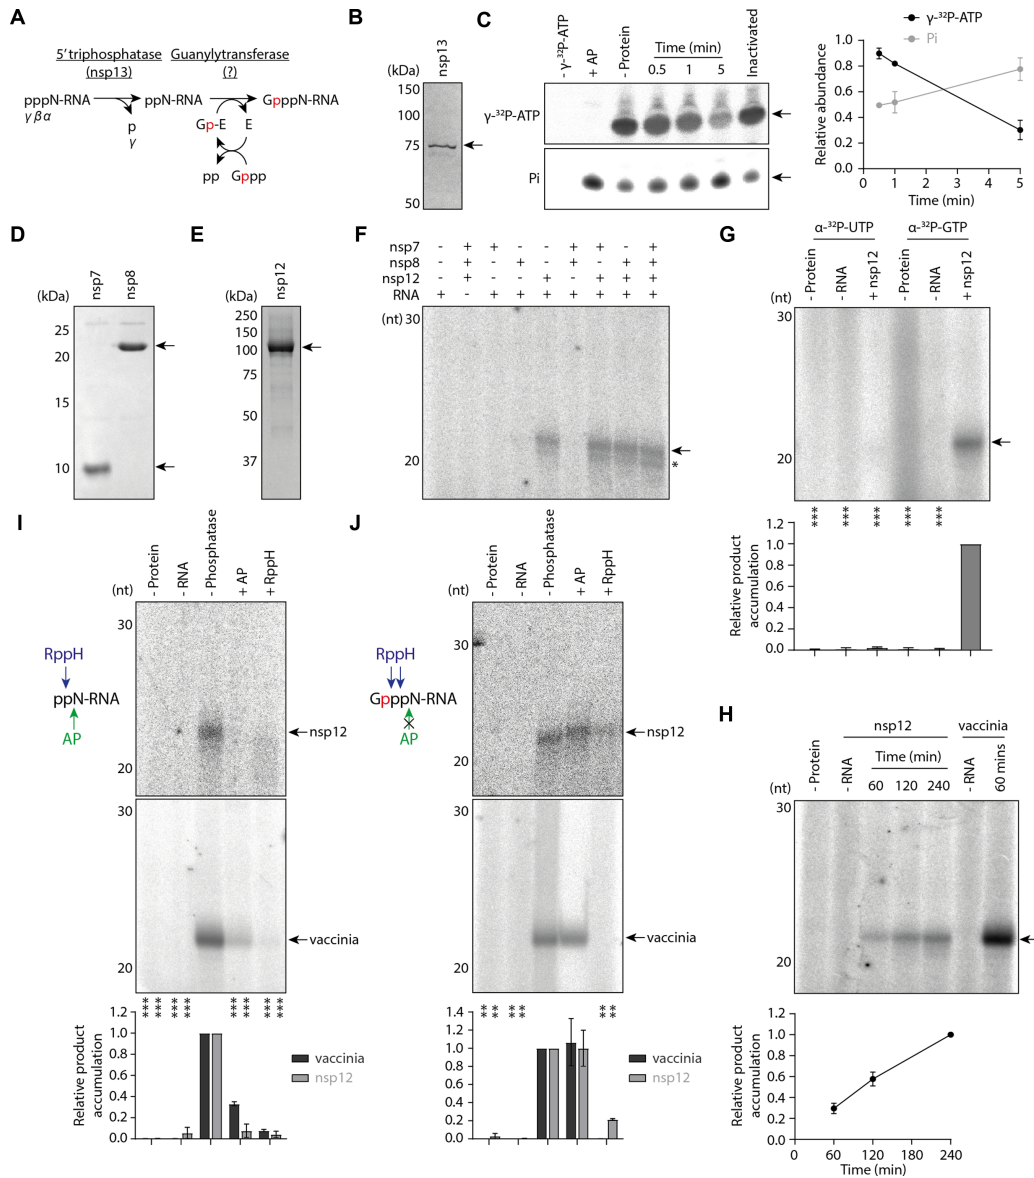 A
5' triphosphatase Guanylytransferase
(nsp13) (?)
pppN-RNA ppN-RNA GpppN-RNA
γ β α
p
γ
Gp-E E
pp Gppp
B
nsp13
(kDa)
150
100
75
50
C
- γ-³²P-ATP
+ AP
- Protein
Time (min)
0.5 1 5
Inactivated
γ-³²P-ATP
Pi
γ-³²P-ATP
Pi
Relative abundance
1.0
0.8
0.6
0.4
0.2
0.0
0 1 2 3 4 5
Time (min)
D
nsp7
nsp8
(kDa)
25
20
15
10
E
nsp12
(kDa)
250
150
100
75
50
37
F
nsp7 - + + - - + + - +
nsp8 - + - + - + - + +
nsp12 - + - - + - + + +
RNA + - + + + + + + +
(nt) 30
20
*
G
α-³²P-UTP α-³²P-GTP
- Protein
- RNA
+ nsp12
- Protein
- RNA
+ nsp12
(nt)
30
20
*** *** *** *** ***
Relative product
accumulation
1.2
1.0
0.8
0.6
0.4
0.2
0.0
H
nsp12 vaccinia
- Protein
- RNA
Time (min)
60 120 240
- RNA
60 mins
(nt)
30
20
Relative product
accumulation
1.2
1.0
0.8
0.6
0.4
0.2
0.0
0 60 120 180 240
Time (min)
I
- Protein
- RNA
- Phosphatase
+ AP
+ RppH
(nt)
30
20
RppH
ppN-RNA
AP
nsp12
30
20
vaccinia
*** *** *** *** *** *** *** ***
Relative product
accumulation
1.2
1.0
0.8
0.6
0.4
0.2
0.0
vaccinia
nsp12
J
- Protein
- RNA
- Phosphatase
+ AP
+ RppH
(nt)
30
20
RppH
GpppN-RNA
AP
nsp12
30
20
vaccinia
** ** ** ** ** **
Relative product
accumulation
1.4
1.2
1.0
0.8
0.6
0.4
0.2
0.0
vaccinia
nsp12